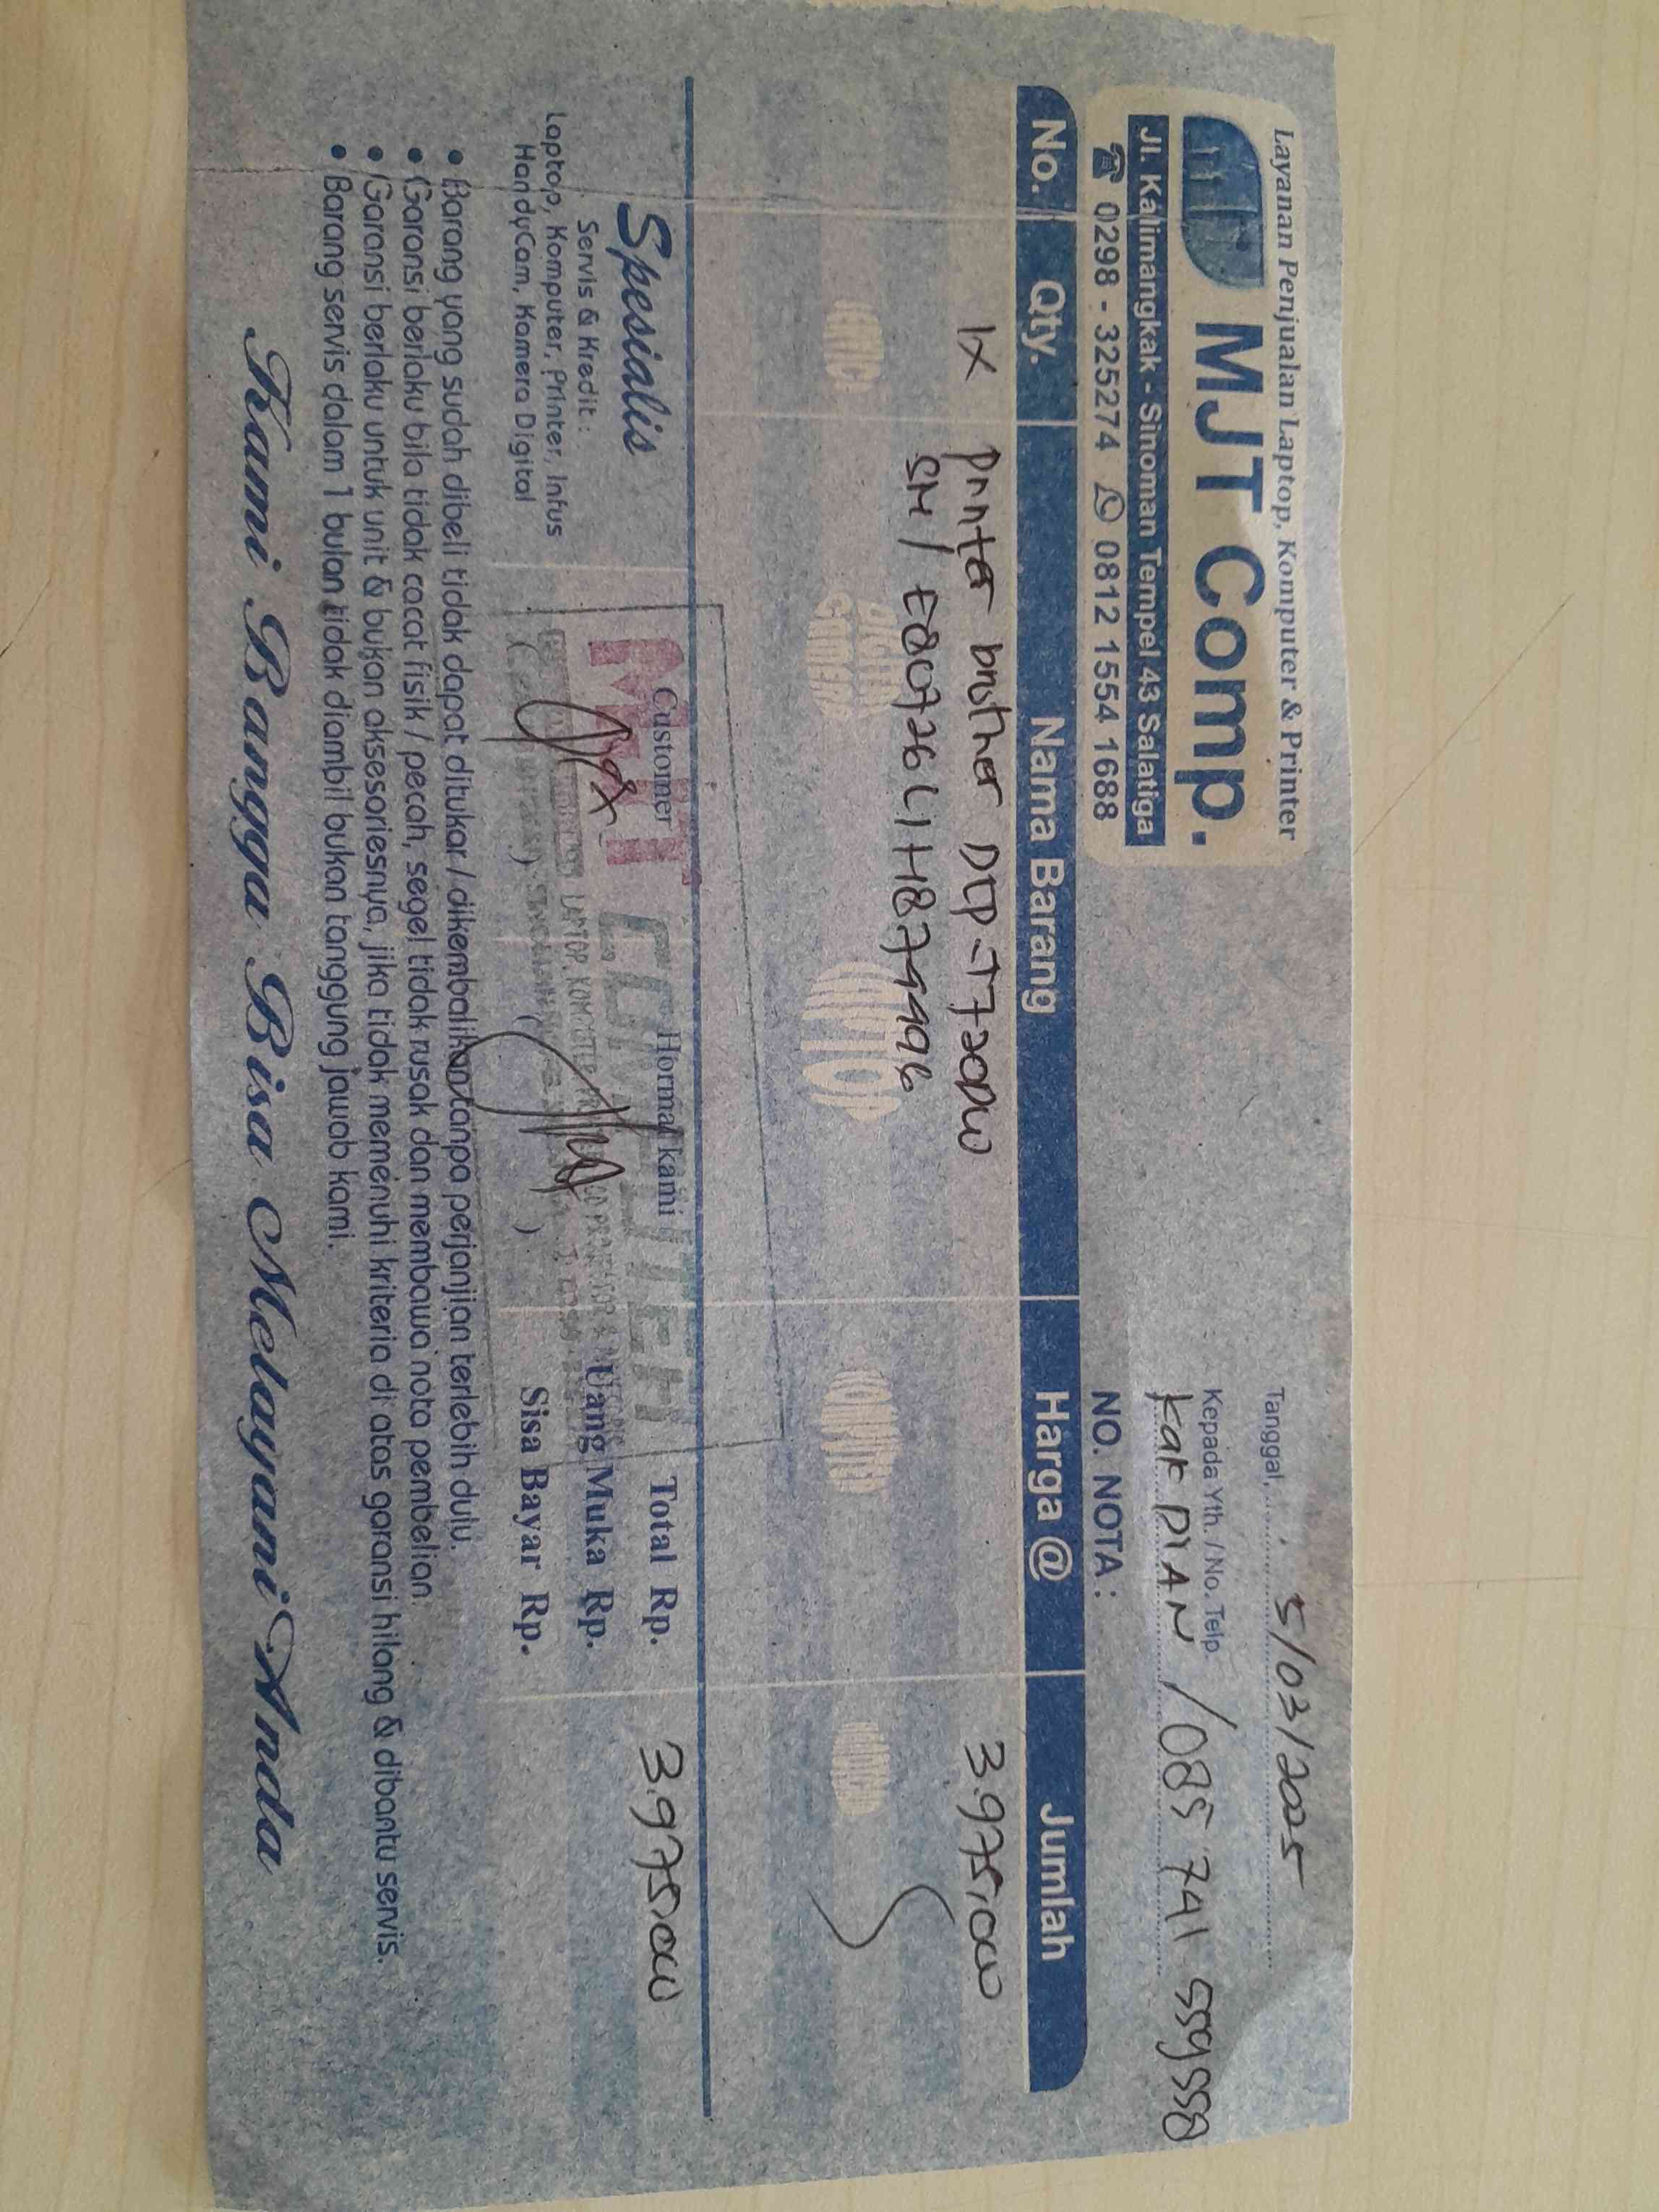 Layanan Penjualan Laptop, Komputer & Printer
MJT Comp.
Jl. Kalimangkak - Sinoman Tempel 43 Salatiga
0298 - 325274 0812 1554 1688
Tanggal, 5/03/2025
Kepada Yth. / No. Telp.
Kak DIAN / 085 741 559558
NO. NOTA :
No. Qty. Nama Barang Harga @ Jumlah
1x Printer brother DCP-T720DW 3.975.000
SN / E80726L1H8
Spesialis
Servis & Kredit :
Laptop, Komputer, Printer, Infus
HandyCam, Kamera Digital
Customer
Hormat kami
Total Rp. 3.975.000
Uang Muka Rp.
Sisa Bayar Rp.
• Barang yang sudah dibeli tidak dapat ditukar / dikembalikan tanpa perjanjian terlebih dulu.
• Garansi berlaku bila tidak cacat fisik / pecah, segel tidak rusak dan membawa nota pembelian.
• Garansi berlaku untuk unit & bukan aksesoriesnya, jika tidak memenuhi kriteria di atas garansi hilang & dibantu servis.
• Barang servis dalam 1 bulan tidak diambil bukan tanggung jawab kami.
Kami Bangga Bisa Melayani Anda